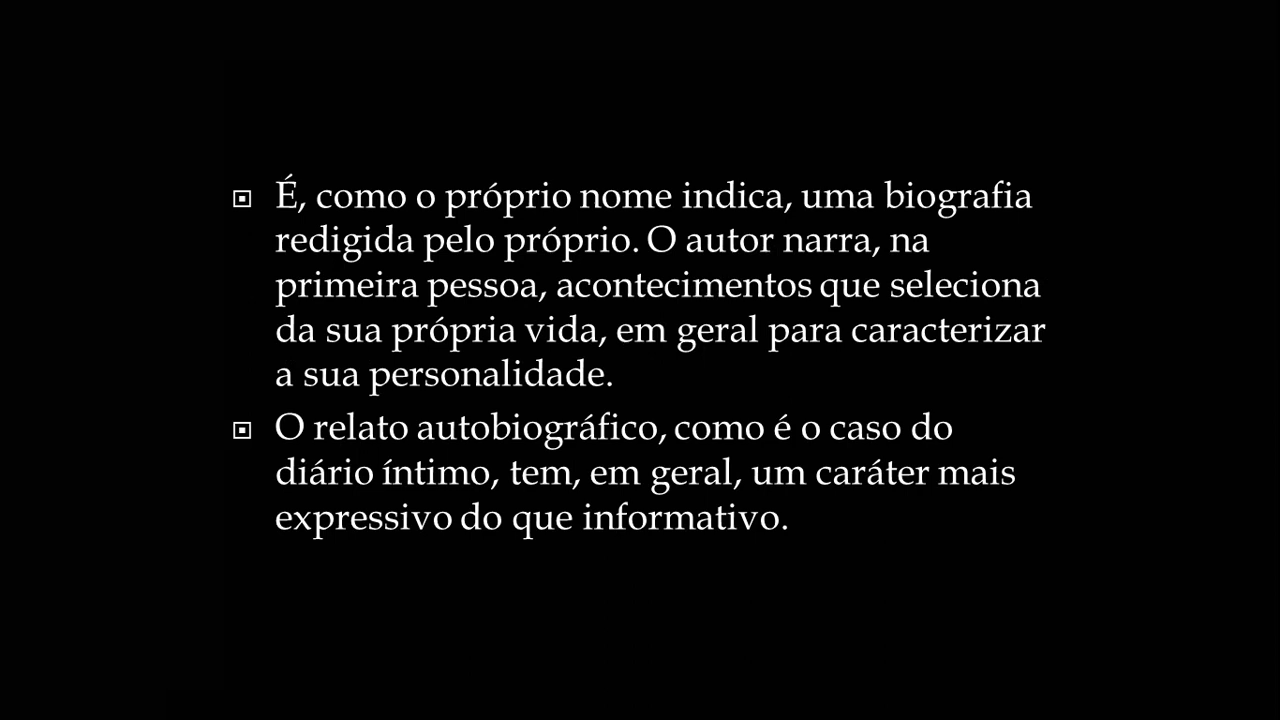 É, como o próprio nome indica, uma biografia
redigida pelo próprio. O autor narra, na
primeira pessoa, acontecimentos que seleciona
da sua própria vida, em geral para caracterizar
a sua personalidade.
O relato autobiográfico, como é o caso do
diário íntimo, tem, em geral, um caráter mais
expressivo do que informativo.